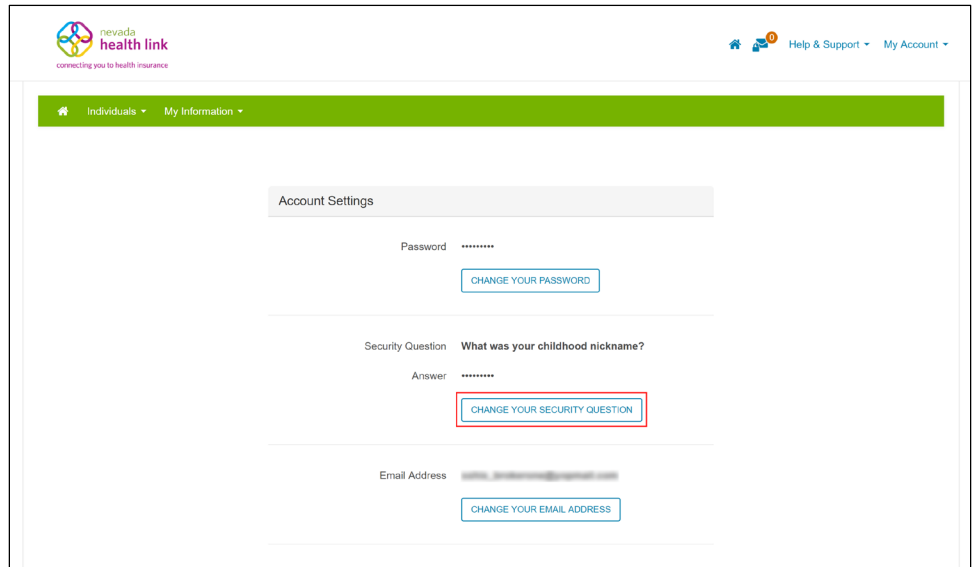 nevada
health link
connecting you to health insurance
0
Help & Support
My Account
Individuals
My Information
Account Settings
Password •••••••••
CHANGE YOUR PASSWORD
Security Question What was your childhood nickname?
Answer •••••••••
CHANGE YOUR SECURITY QUESTION
Email Address
CHANGE YOUR EMAIL ADDRESS